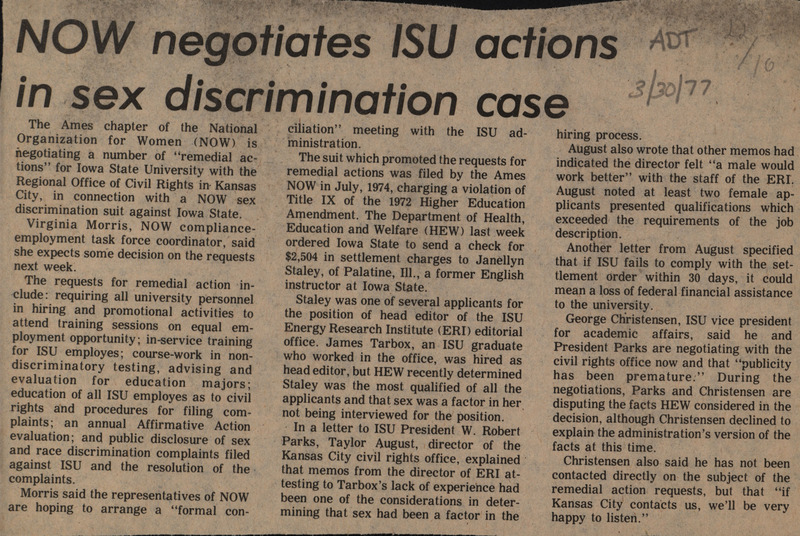 NOW negotiates ISU actions
in sex discrimination case
ADT
/10
3/30/77
The Ames chapter of the National
Organization for Women (NOW) is
negotiating a number of "remedial ac-
tions" for Iowa State University with the
Regional Office of Civil Rights in Kansas
City, in connection with a NOW sex
discrimination suit against Iowa State.
Virginia Morris, NOW compliance-
employment task force coordinator, said
she expects some decision on the requests
next week.
The requests for remedial action in-
clude: requiring all university personnel
in hiring and promotional activities to
attend training sessions on equal em-
ployment opportunity; in-service training
for ISU employes; course-work in non-
discriminatory testing, advising and
evaluation for education majors;
education of all ISU employes as to civil
rights and procedures for filing com-
plaints; an annual Affirmative Action
evaluation; and public disclosure of sex
and race discrimination complaints filed
against ISU and the resolution of the
complaints.
Morris said the representatives of NOW
are hoping to arrange a "formal con-
ciliation" meeting with the ISU ad-
ministration.
The suit which promoted the requests for
remedial actions was filed by the Ames
NOW in July, 1974, charging a violation of
Title IX of the 1972 Higher Education
Amendment. The Department of Health,
Education and Welfare (HEW) last week
ordered Iowa State to send a check for
$2,504 in settlement charges to Janellyn
Staley, of Palatine, Ill., a former English
instructor at Iowa State.
Staley was one of several applicants for
the position of head editor of the ISU
Energy Research Institute (ERI) editorial
office. James Tarbox, an ISU graduate
who worked in the office, was hired as
head editor, but HEW recently determined
Staley was the most qualified of all the
applicants and that sex was a factor in her
not being interviewed for the position.
In a letter to ISU President W. Robert
Parks, Taylor August, director of the
Kansas City civil rights office, explained
that memos from the director of ERI at-
testing to Tarbox's lack of experience had
been one of the considerations in deter-
mining that sex had been a factor in the
hiring process.
August also wrote that other memos had
indicated the director felt "a male would
work better" with the staff of the ERI.
August noted at least two female ap-
plicants presented qualifications which
exceeded the requirements of the job
description.
Another letter from August specified
that if ISU fails to comply with the set-
tlement order within 30 days, it could
mean a loss of federal financial assistance
to the university.
George Christensen, ISU vice president
for academic affairs, said he and
President Parks are negotiating with the
civil rights office now and that "publicity
has been premature." During the
negotiations, Parks and Christensen are
disputing the facts HEW considered in the
decision, although Christensen declined to
explain the administration's version of the
facts at this time.
Christensen also said he has not been
contacted directly on the subject of the
remedial action requests, but that "if
Kansas City contacts us, we'll be very
happy to listen."